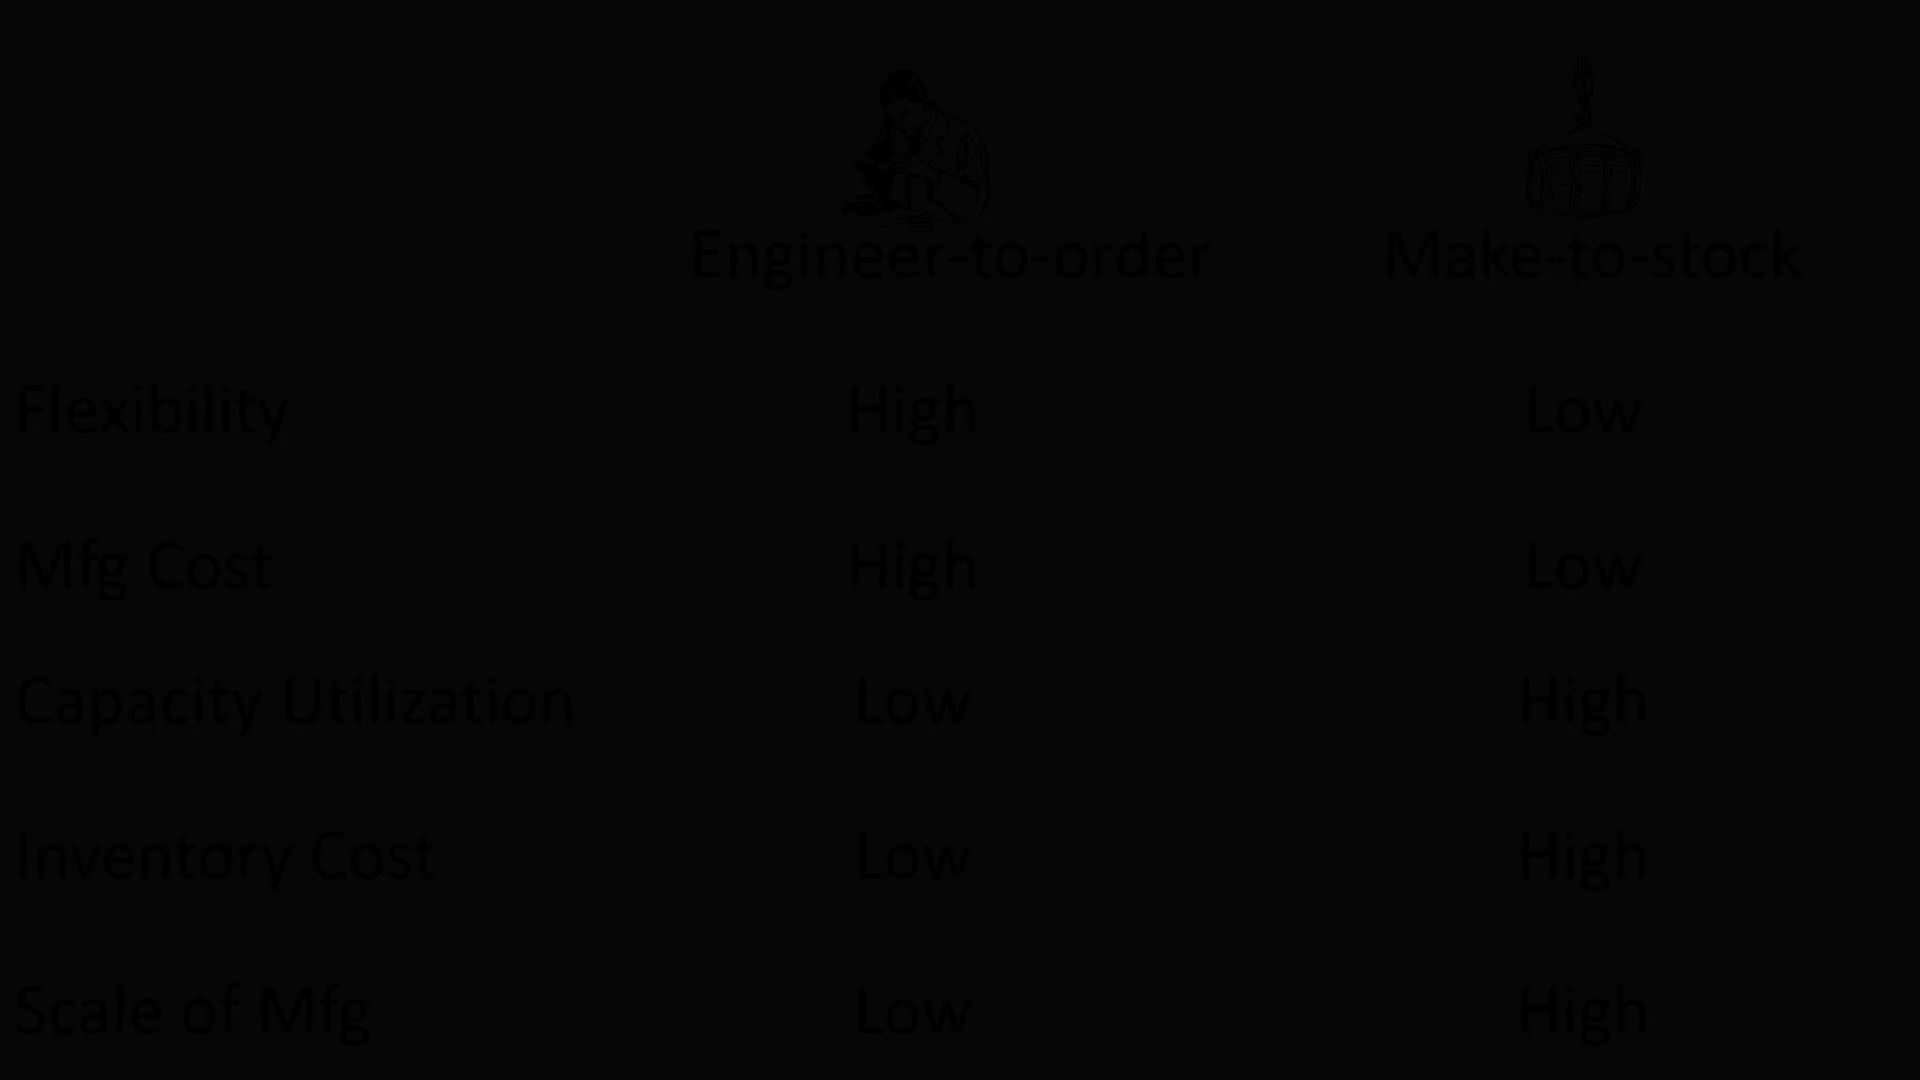 Engineer-to-order Make-to-stock
Flexibility High Low
Mfg Cost High Low
Capacity Utilization Low High
Inventory Cost Low High
Scale of Mfg Low High